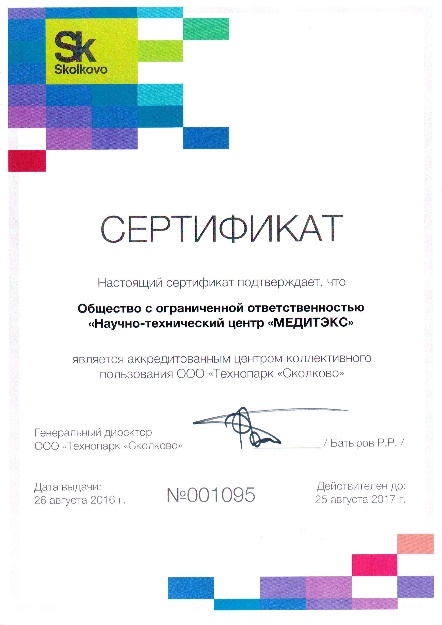 Sk
Skolkovo
СЕРТИФИКАТ
Настоящий сертификат подтверждает, что
Общество с ограниченной ответственностью
«Научно-технический центр «МЕДИТЭКС»
является аккредитованным центром коллективного
пользования ООО «Технопарк «Сколково»
Генеральный директор
ООО «Технопарк «Сколково»
/ Батыров Р.Р. /
Дата выдачи:
26 августа 2016 г.
№001095
Действителен до:
25 августа 2017 г.